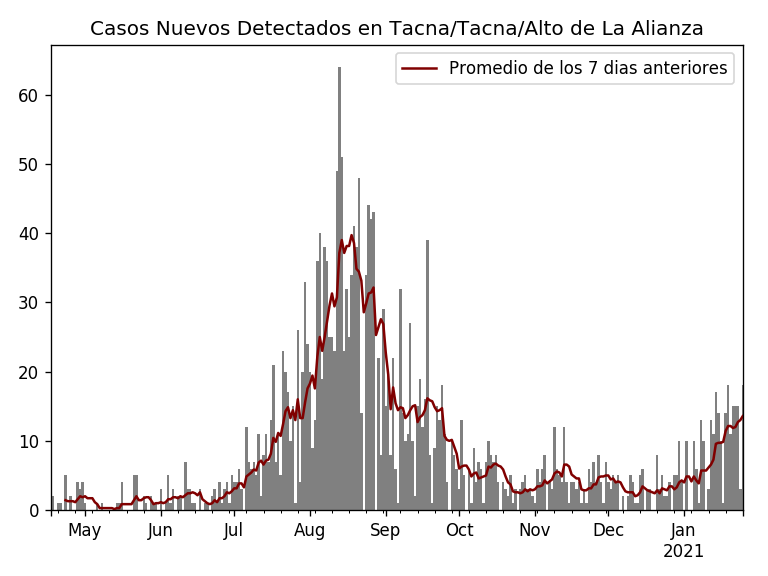 Casos Nuevos Detectados en Tacna/Tacna/Alto de La Alianza
Promedio de los 7 dias anteriores
60
50
40
30
20
10
0
May Jun Jul Aug Sep Oct Nov Dec Jan
2021